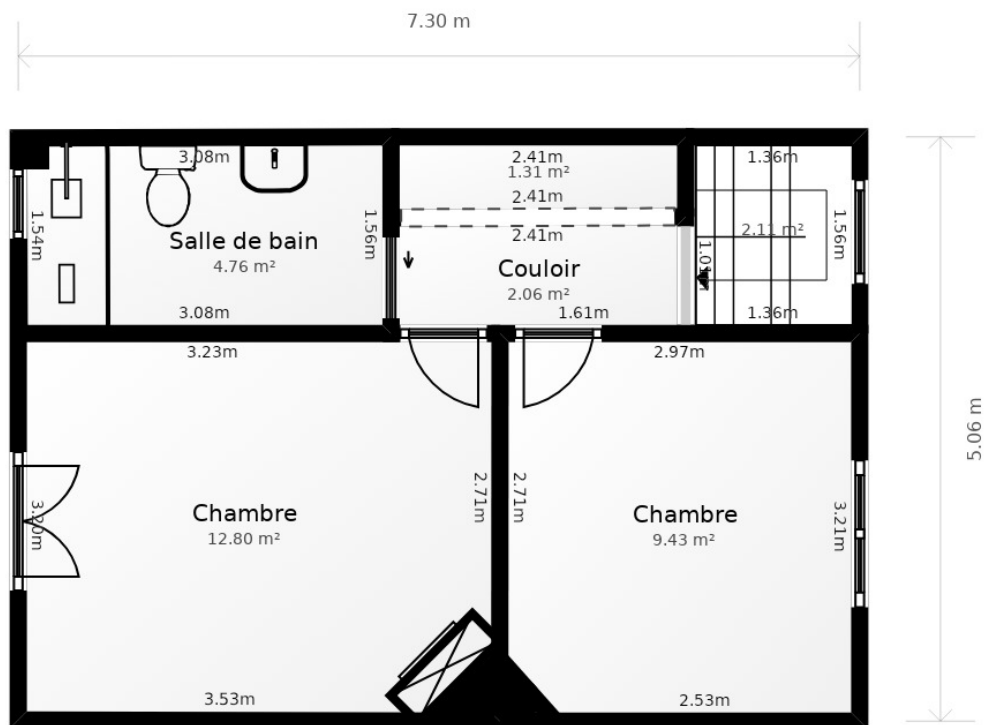 7.30 m
3.08m
2.41m
1.31 m²
1.36m
2.41m
1.54m
Salle de bain
4.76 m²
1.56m
2.41m
Couloir
2.06 m²
2.11 m²
1.56m
3.08m
1.61m
1.36m
3.23m
2.97m
5.06 m
3.20m
Chambre
12.80 m²
2.71m
2.71m
Chambre
9.43 m²
3.21m
3.53m
2.53m